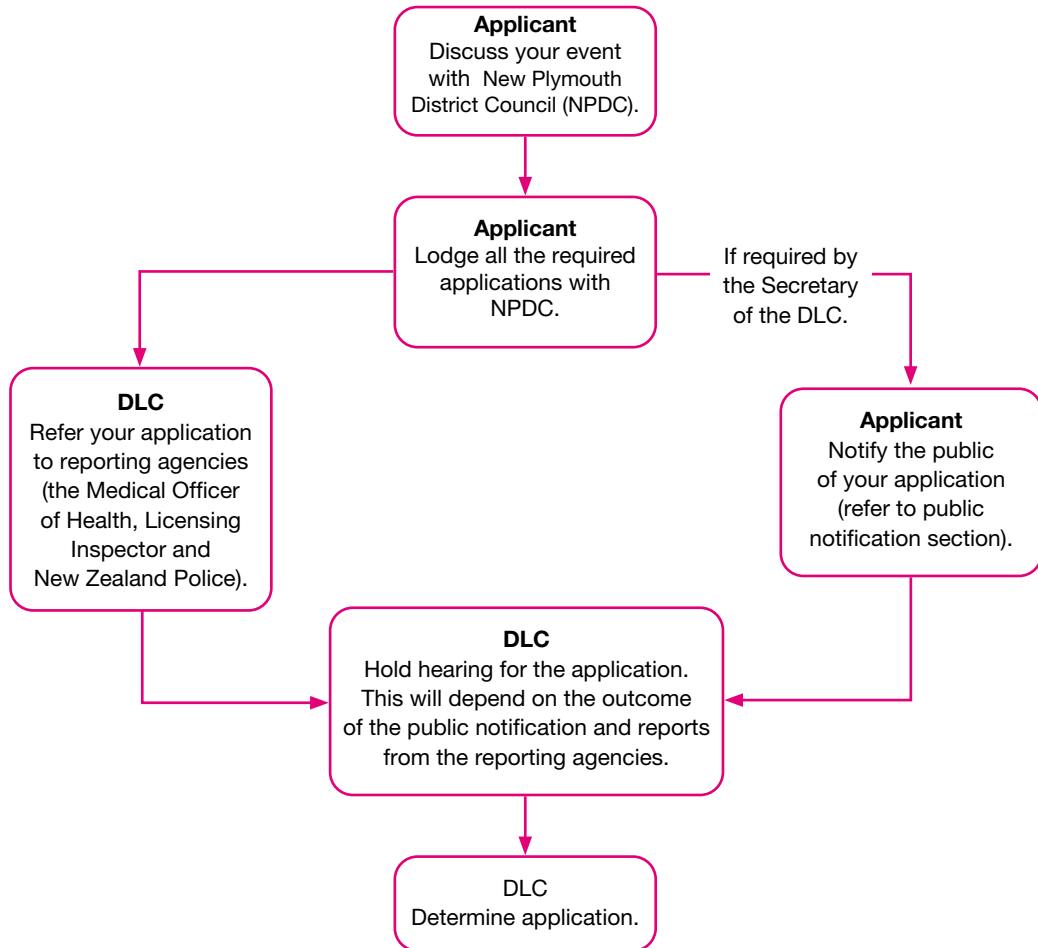 Applicant
Discuss your event
with New Plymouth
District Council (NPDC).
Applicant
Lodge all the required
applications with
NPDC.
If required by
the Secretary
of the DLC.
DLC
Refer your application
to reporting agencies
(the Medical Officer
of Health, Licensing
Inspector and
New Zealand Police).
Applicant
Notify the public
of your application
(refer to public
notification section).
DLC
Hold hearing for the application.
This will depend on the outcome
of the public notification and reports
from the reporting agencies.
DLC
Determine application.